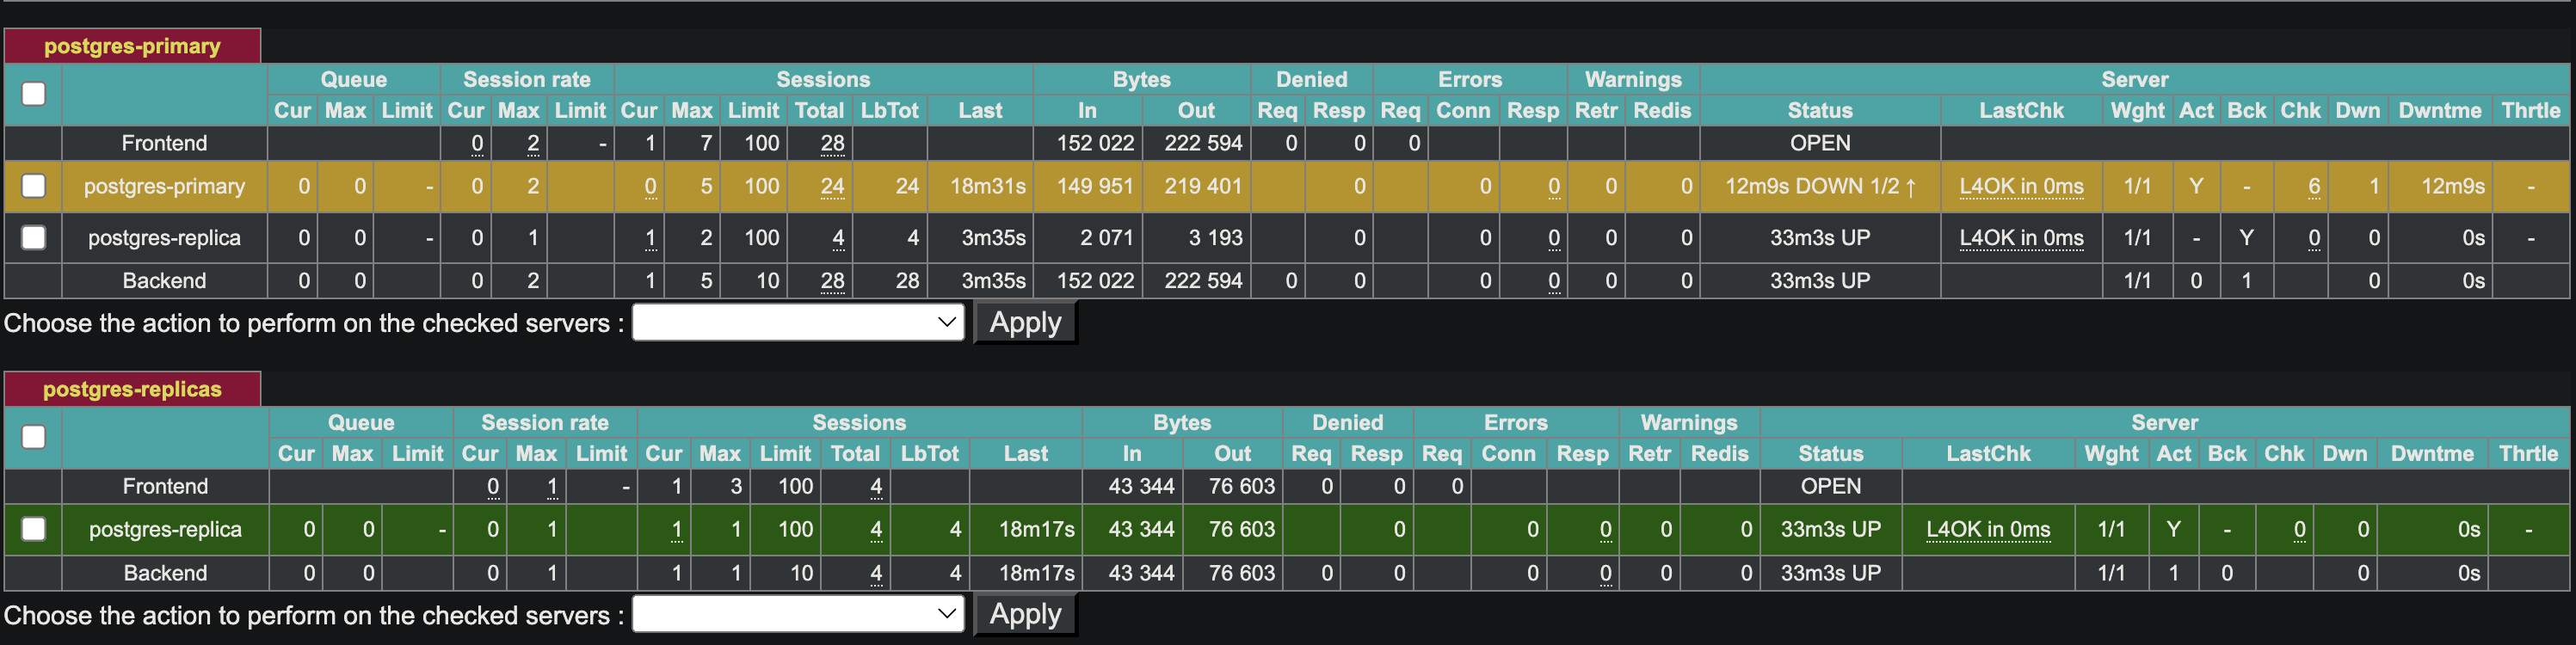 postgres-primary
Queue Session rate Sessions Bytes Denied Errors Warnings Server
Cur Max Limit Cur Max Limit Cur Max Limit Total LbTot Last In Out Req Resp Req Conn Resp Retr Redis Status LastChk Wght Act Bck Chk Dwn Dwntme Thrtle
Frontend 0 2 - 1 7 100 28 152 022 222 594 0 0 0 OPEN
postgres-primary 0 0 - 0 2 0 5 100 24 24 18m31s 149 951 219 401 0 0 0 0 0 12m9s DOWN 1/2 ↑ L4OK in 0ms 1/1 Y - 6 1 12m9s -
postgres-replica 0 0 - 0 1 1 2 100 4 4 3m35s 2 071 3 193 0 0 0 0 0 33m3s UP L4OK in 0ms 1/1 - Y 0 0 0s -
Backend 0 0 0 2 1 5 10 28 28 3m35s 152 022 222 594 0 0 0 0 0 0 33m3s UP 1/1 0 1 0 0s
Choose the action to perform on the checked servers : Apply
postgres-replicas
Queue Session rate Sessions Bytes Denied Errors Warnings Server
Cur Max Limit Cur Max Limit Cur Max Limit Total LbTot Last In Out Req Resp Req Conn Resp Retr Redis Status LastChk Wght Act Bck Chk Dwn Dwntme Thrtle
Frontend 0 1 - 1 3 100 4 43 344 76 603 0 0 0 OPEN
postgres-replica 0 0 - 0 1 1 1 100 4 4 18m17s 43 344 76 603 0 0 0 0 0 33m3s UP L4OK in 0ms 1/1 Y - 0 0 0s -
Backend 0 0 0 1 1 1 10 4 4 18m17s 43 344 76 603 0 0 0 0 0 0 33m3s UP 1/1 1 0 0 0s
Choose the action to perform on the checked servers : Apply